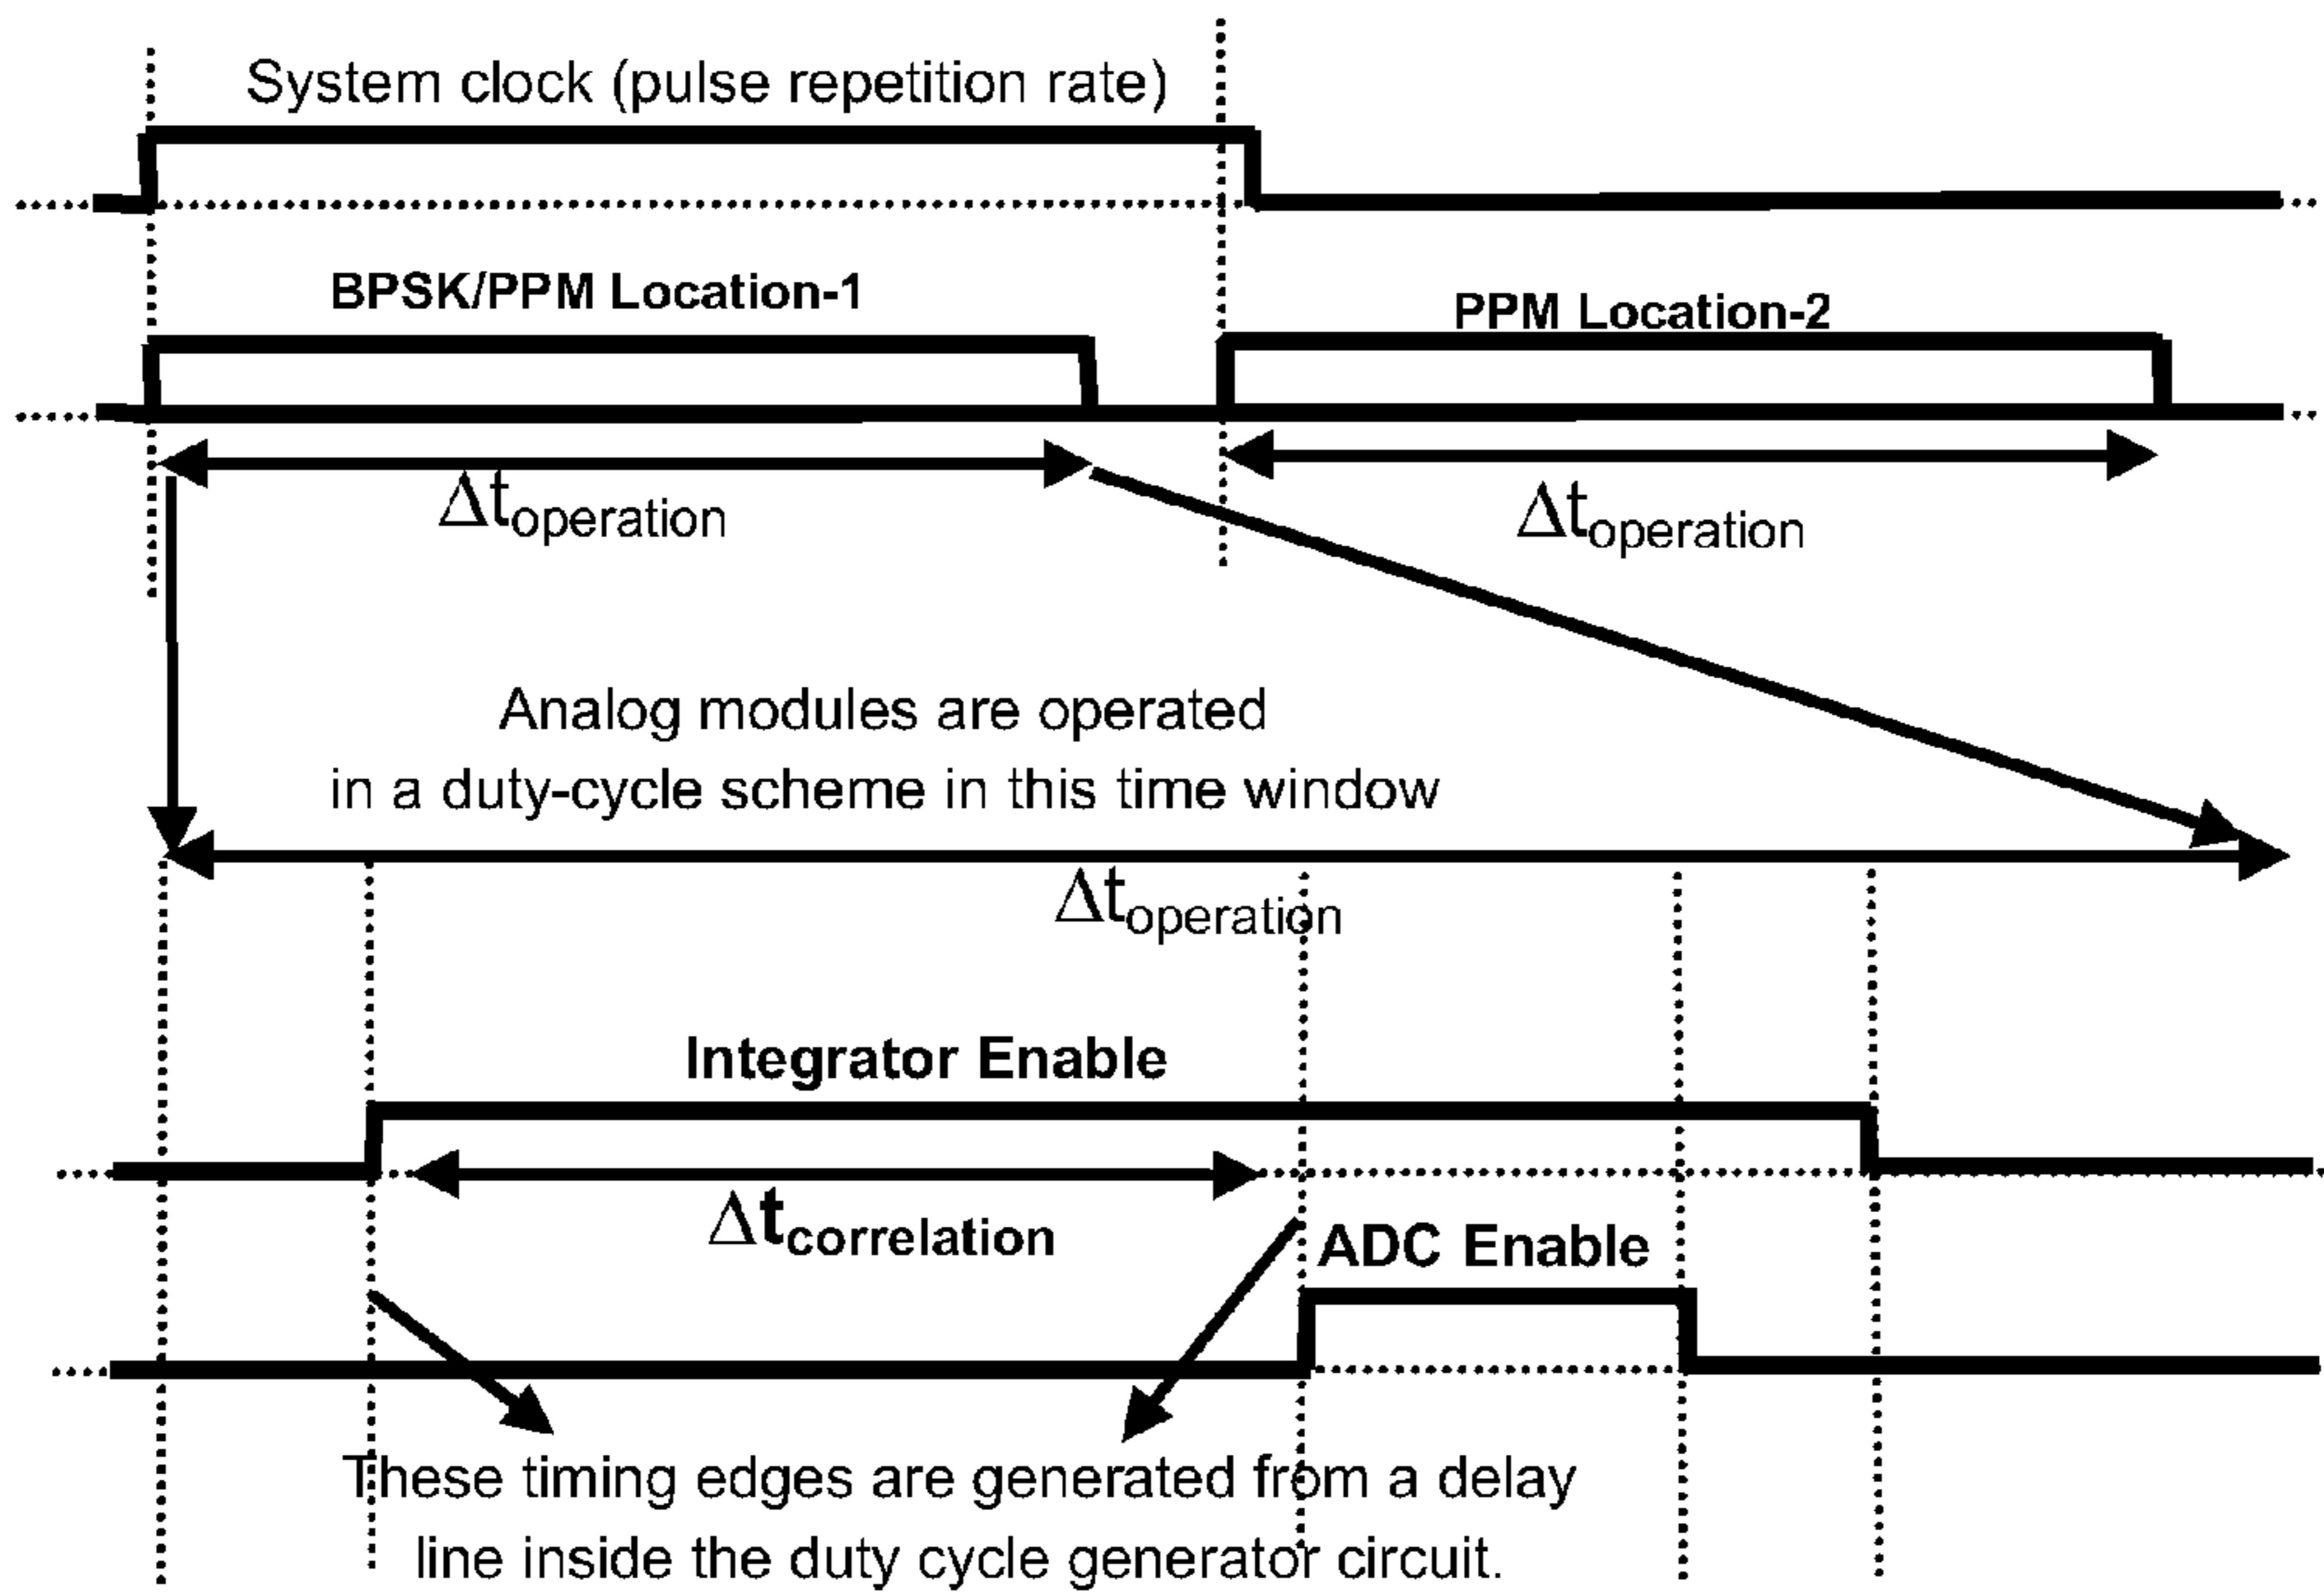 System clock (pulse repetition rate)
BPSK/PPM Location-1
PPM Location-2
Δtoperation
Δtoperation
Analog modules are operated
in a duty-cycle scheme in this time window
Δtoperation
Integrator Enable
Δtcorrelation
ADC Enable
These timing edges are generated from a delay
line inside the duty cycle generator circuit.